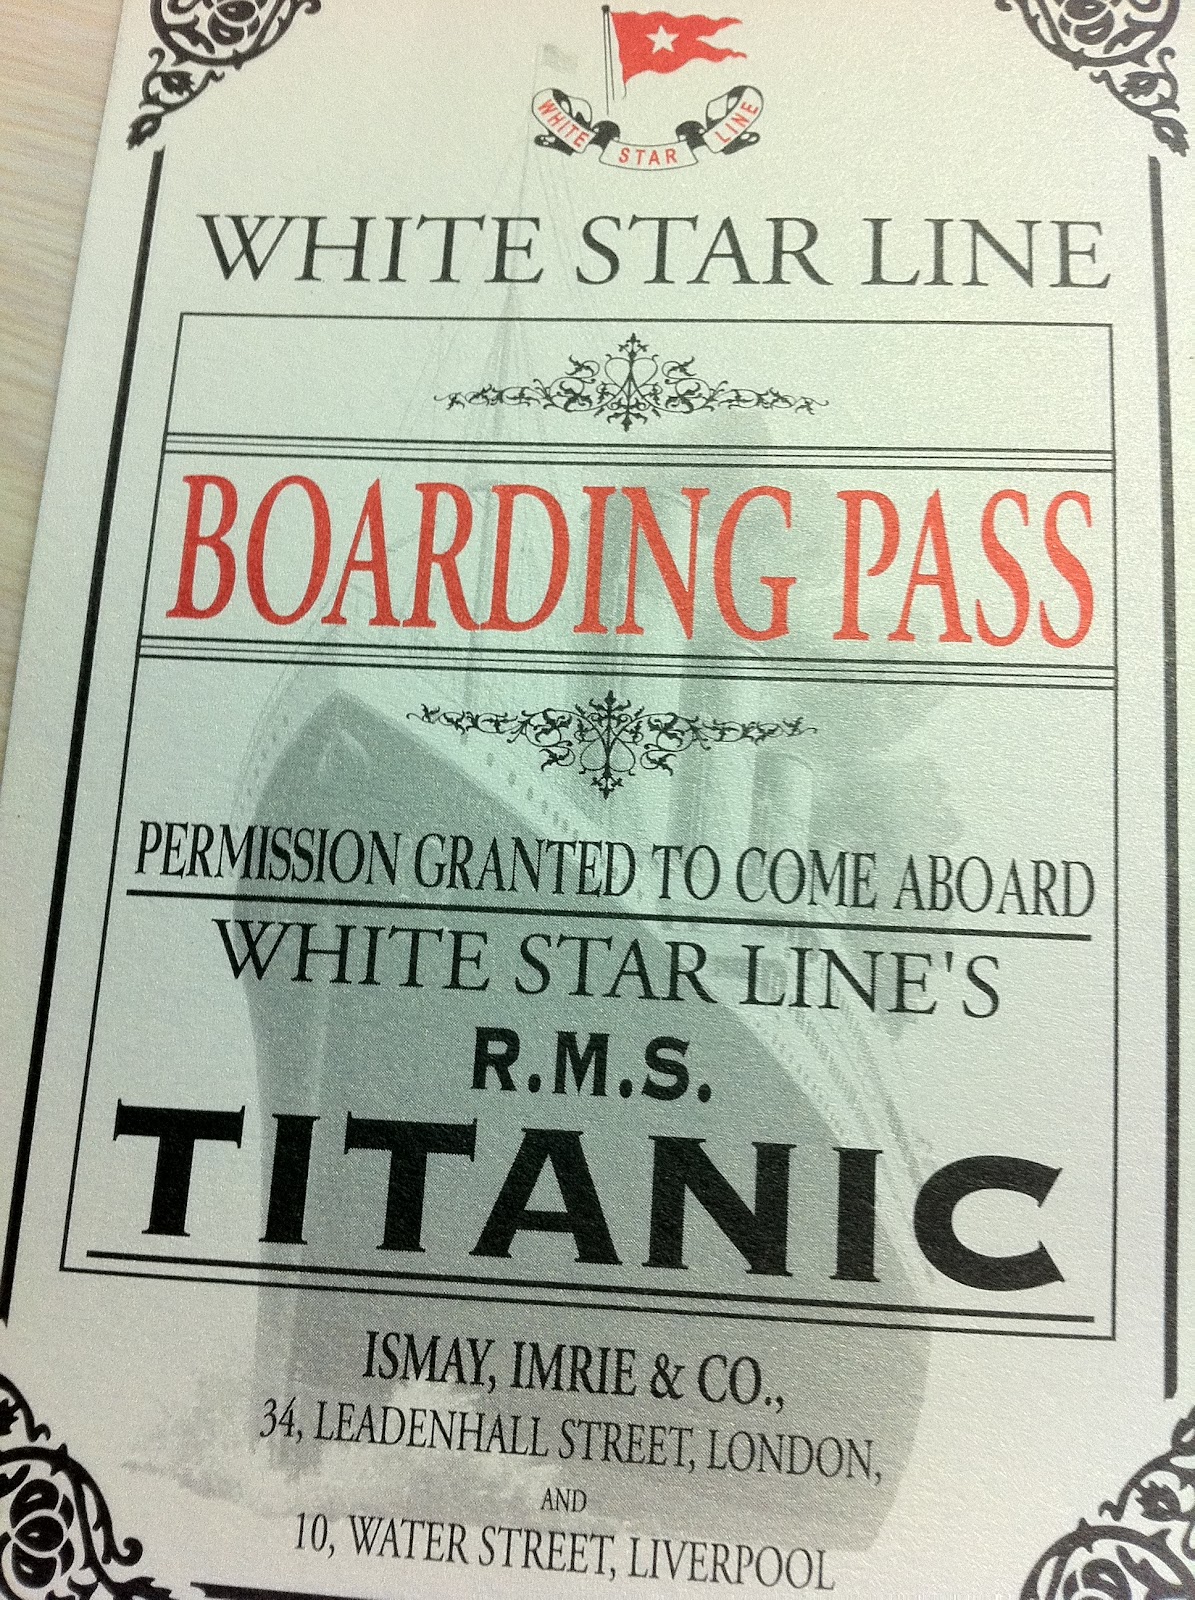 WHITE STAR LINE
WHITE STAR LINE
BOARDING PASS
PERMISSION GRANTED TO COME ABOARD
WHITE STAR LINE'S
R.M.S.
TITANIC
ISMAY, IMRIE & CO.,
34, LEADENHALL STREET, LONDON,
AND
10, WATER STREET, LIVERPOOL